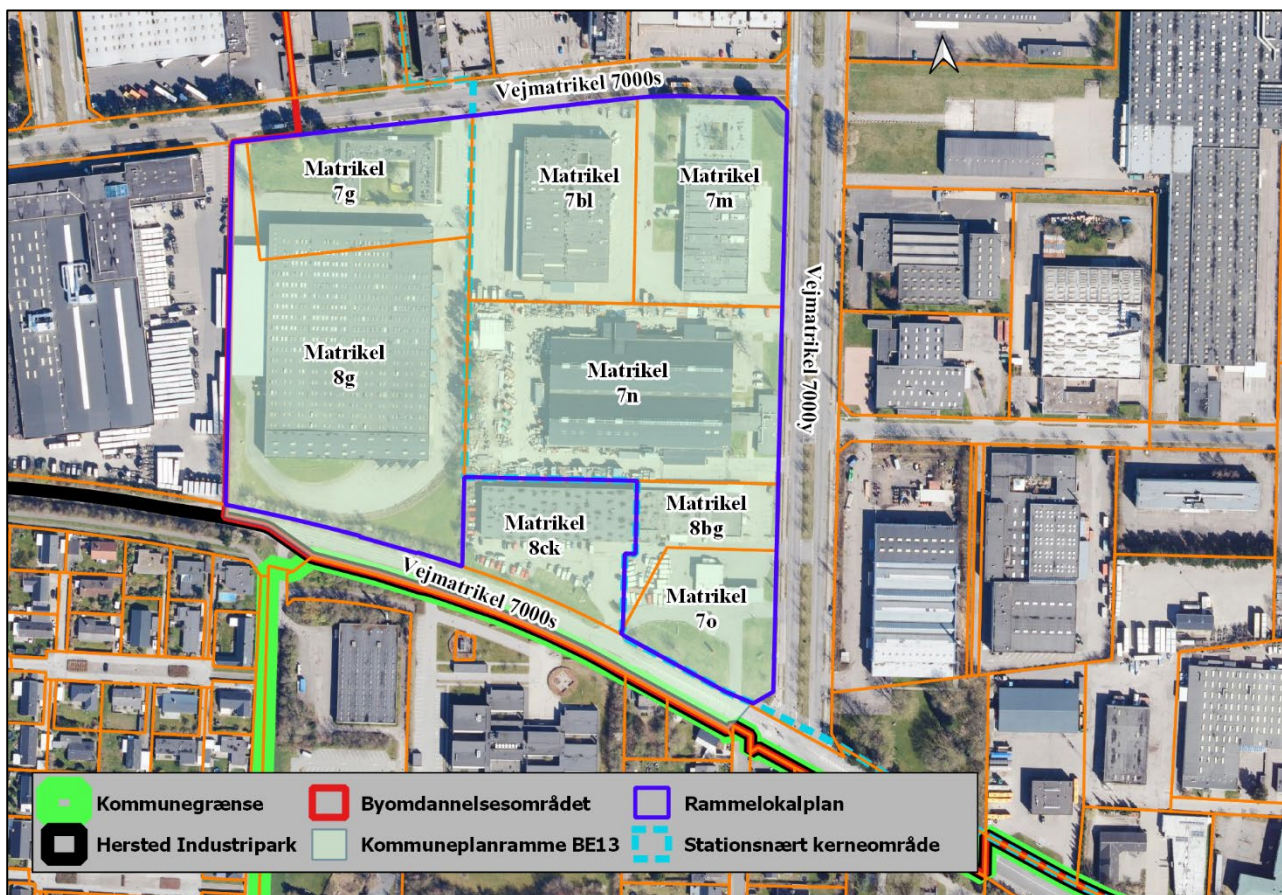 Vejmatrikel 7000s
Matrikel
7g
Matrikel
7bl
Matrikel
7m
Vejmatrikel 7000y
Matrikel
8g
Matrikel
7n
Matrikel
8ck
Matrikel
8bg
Vejmatrikel 7000s
Matrikel
7o
Kommunegrænse
Byomdannelsesområdet
Rammelokalplan
Hersted Industripark
Kommuneplanramme BE13
Stationsnært kerneområde